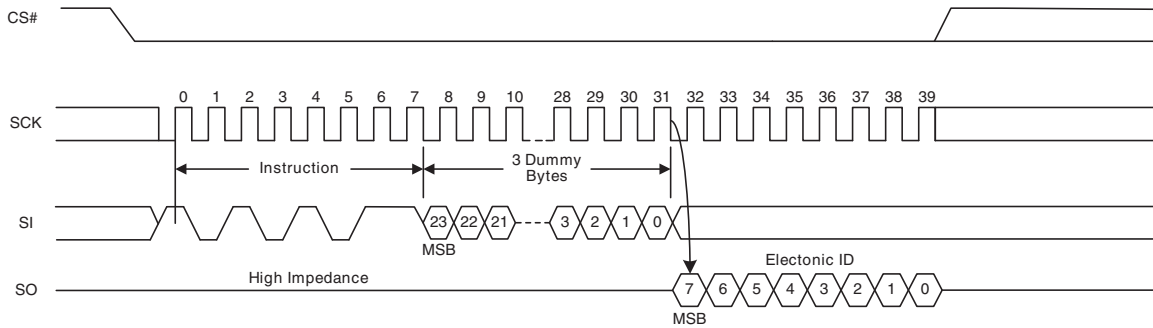 CS#
0 1 2 3 4 5 6 7 8 9 10 28 29 30 31 32 33 34 35 36 37 38 39
SCK
Instruction
3 Dummy
Bytes
SI
23 22 21 3 2 1 0
MSB
High Impedance
Electonic ID
SO
7 6 5 4 3 2 1 0
MSB